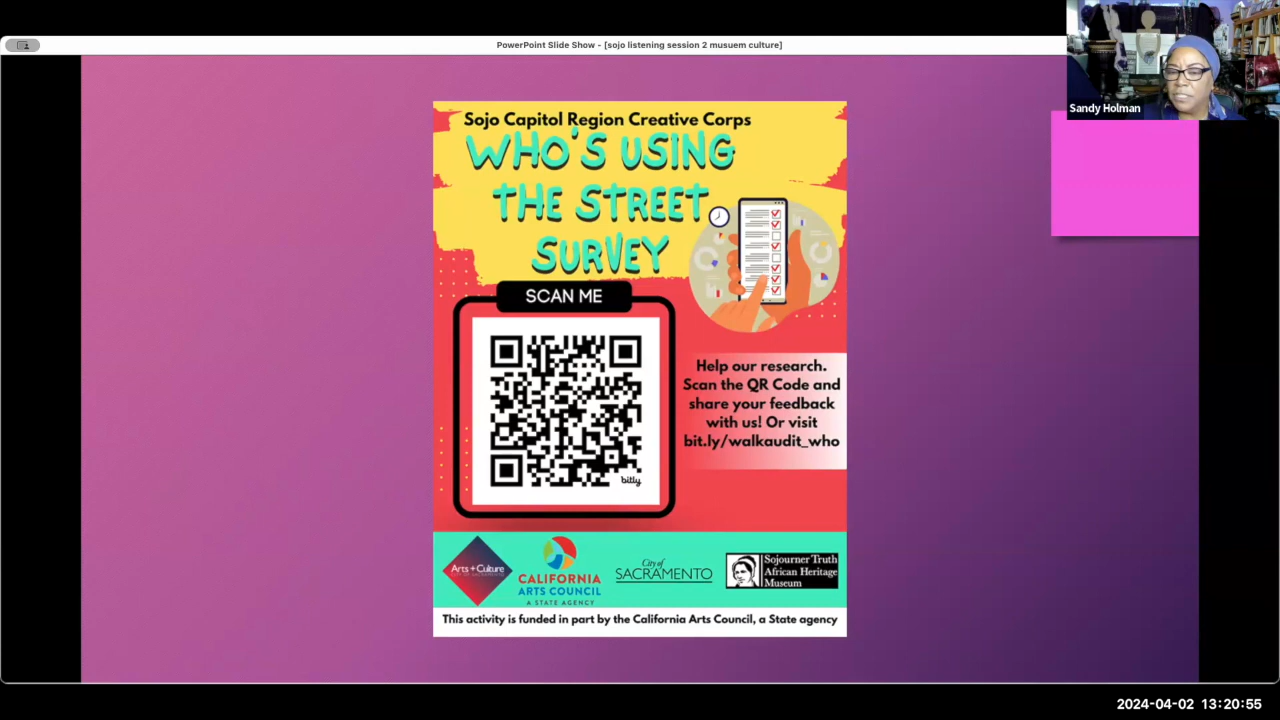 PowerPoint Slide Show - [sojo listening session 2 musuem culture]
Sandy Holman
Sojo Capitol Region Creative Corps
WHO'S USING
THE STREET
SURVEY
SCAN ME
bitly
Help our research.
Scan the QR Code and
share your feedback
with us! Or visit
bit.ly/walkaudit_who
Arts+Culture
CITY OF SACRAMENTO
CALIFORNIA
ARTS COUNCIL
A STATE AGENCY
City of
SACRAMENTO
Sojourner Truth
African Heritage
Museum
This activity is funded in part by the California Arts Council, a State agency
2024-04-02 13:20:55